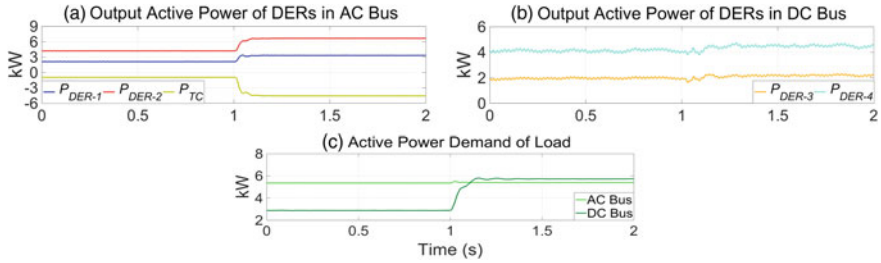 (a) Output Active Power of DERs in AC Bus
kW
9
6
3
0
-3
-6
P_DER-1 P_DER-2 P_TC
0 0.5 1 1.5 2
(b) Output Active Power of DERs in DC Bus
kW
6
4
2
0
P_DER-3 P_DER-4
0 0.5 1 1.5 2
(c) Active Power Demand of Load
kW
8
6
4
2
AC Bus
DC Bus
0 0.5 1 1.5 2
Time (s)